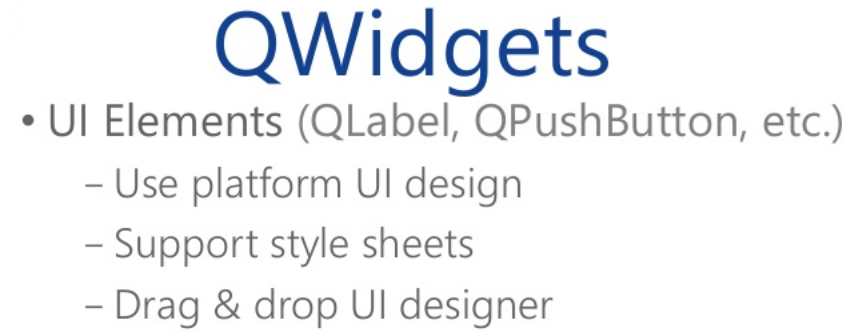 QWidgets
• UI Elements (QLabel, QPushButton, etc.)
– Use platform UI design
– Support style sheets
– Drag & drop UI designer